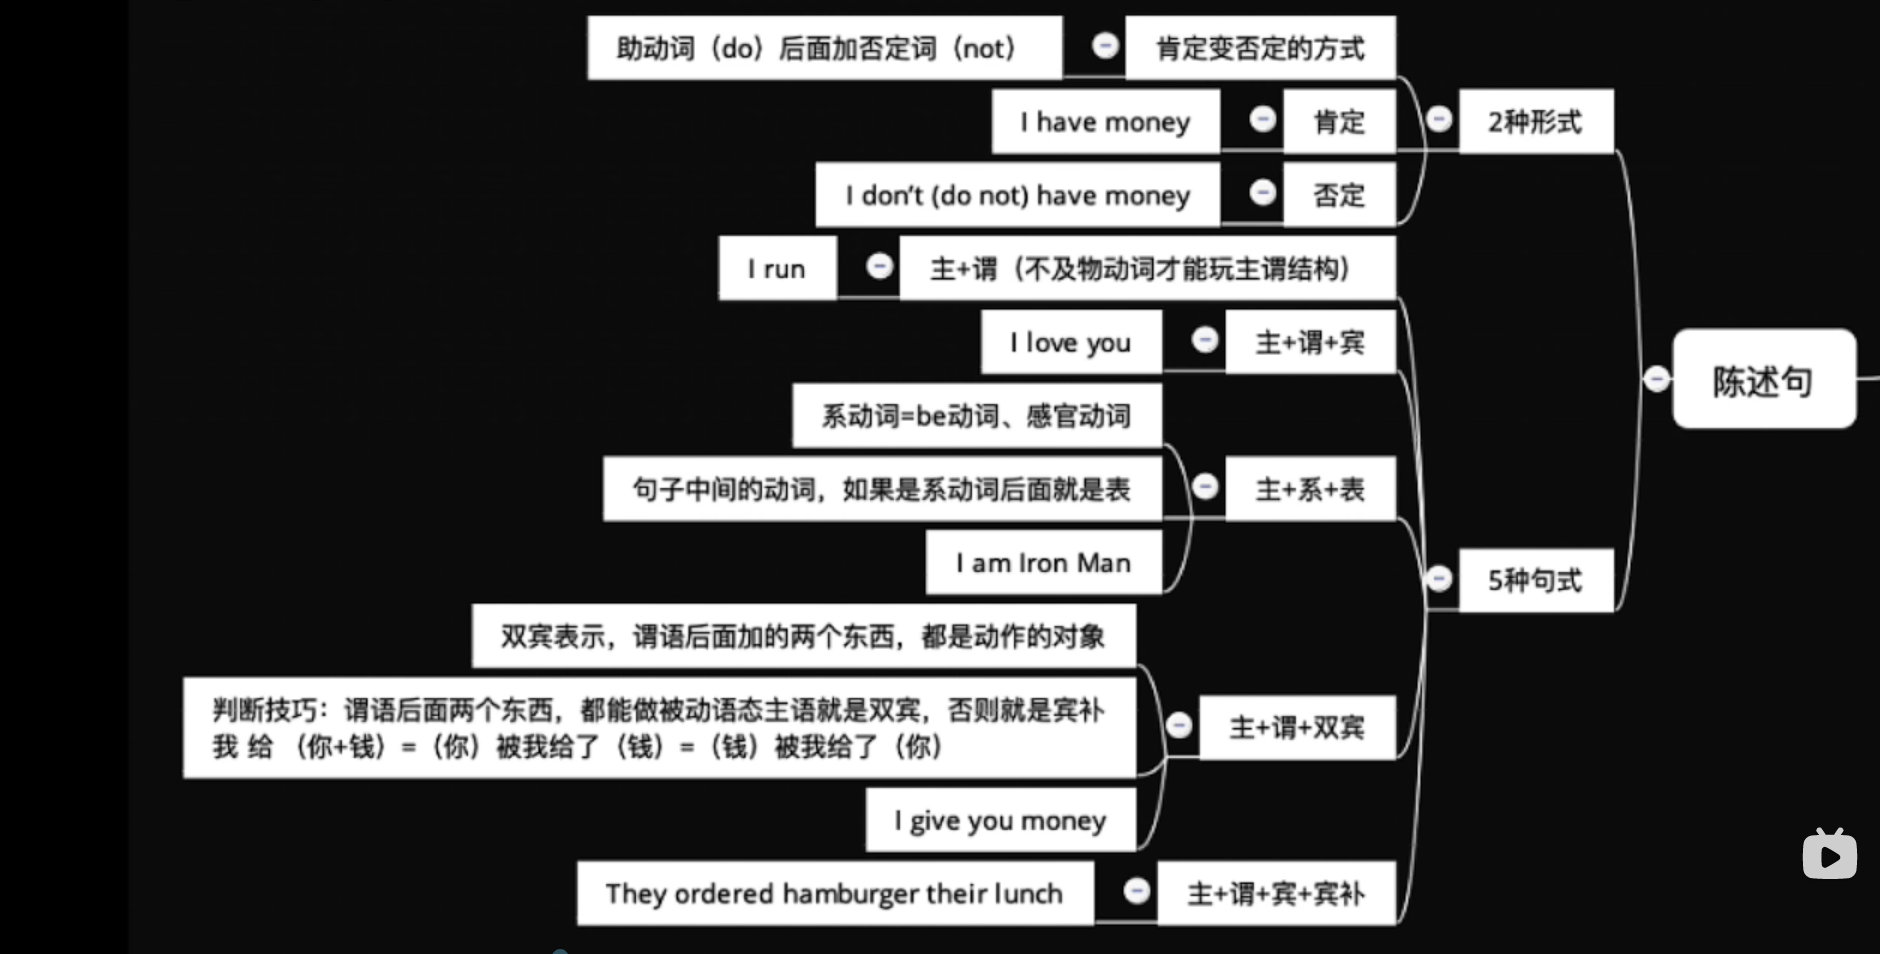 助动词（do）后面加否定词（not）
肯定变否定的方式
I have money
肯定
2种形式
I don't (do not) have money
否定
I run
主+谓（不及物动词才能玩主谓结构）
I love you
主+谓+宾
陈述句
系动词=be动词、感官动词
句子中间的动词，如果是系动词后面就是表
主+系+表
I am Iron Man
5种句式
双宾表示，谓语后面加的两个东西，都是动作的对象
判断技巧：谓语后面两个东西，都能做被动语态主语就是双宾，否则就是宾补
我 给 （你+钱）=（你）被我给了（钱）=（钱）被我给了（你）
主+谓+双宾
I give you money
They ordered hamburger their lunch
主+谓+宾+宾补